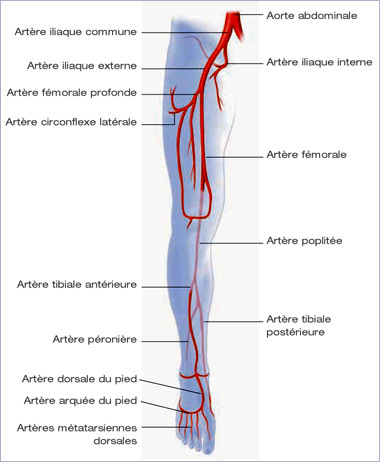 Aorte abdominale
Artère iliaque commune
Artère iliaque externe
Artère iliaque interne
Artère fémorale profonde
Artère circonflexe latérale
Artère fémorale
Artère poplitée
Artère tibiale antérieure
Artère tibiale
postérieure
Artère péronière
Artère dorsale du pied
Artère arquée du pied
Artères métatarsiennes
dorsales